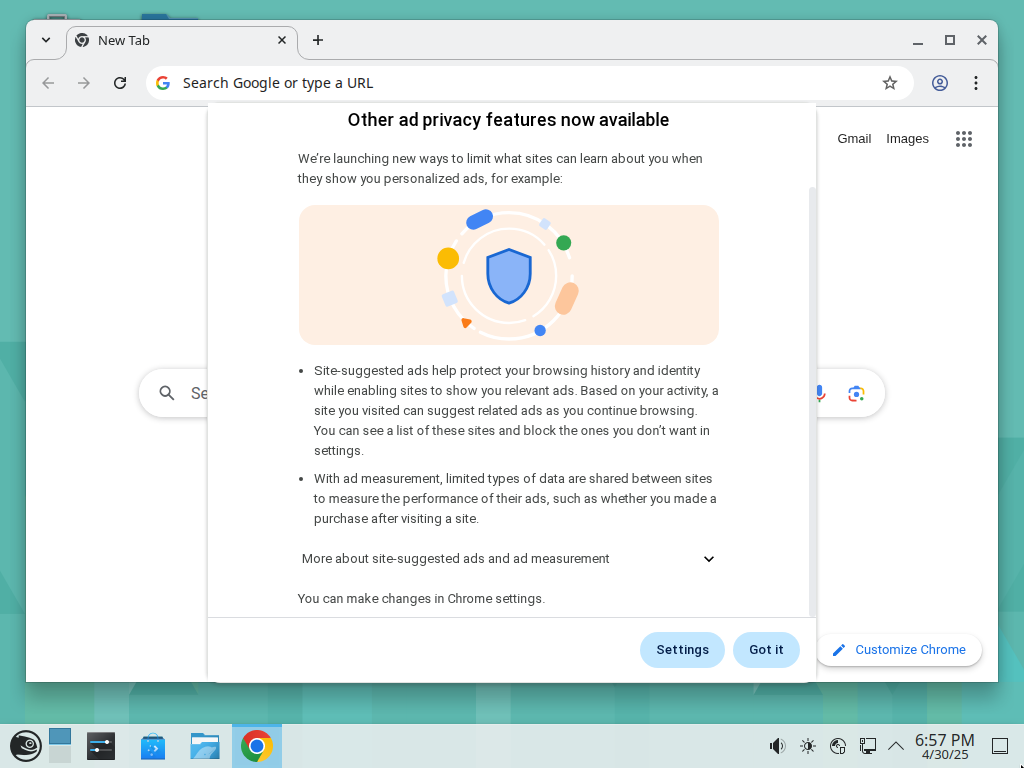 New Tab
Search Google or type a URL
Gmail Images
Other ad privacy features now available
We're launching new ways to limit what sites can learn about you when
they show you personalized ads, for example:
Se
• Site-suggested ads help protect your browsing history and identity
while enabling sites to show you relevant ads. Based on your activity, a
site you visited can suggest related ads as you continue browsing.
You can see a list of these sites and block the ones you don't want in
settings.
• With ad measurement, limited types of data are shared between sites
to measure the performance of their ads, such as whether you made a
purchase after visiting a site.
More about site-suggested ads and ad measurement
You can make changes in Chrome settings.
Settings Got it
Customize Chrome
6:57 PM
4/30/25